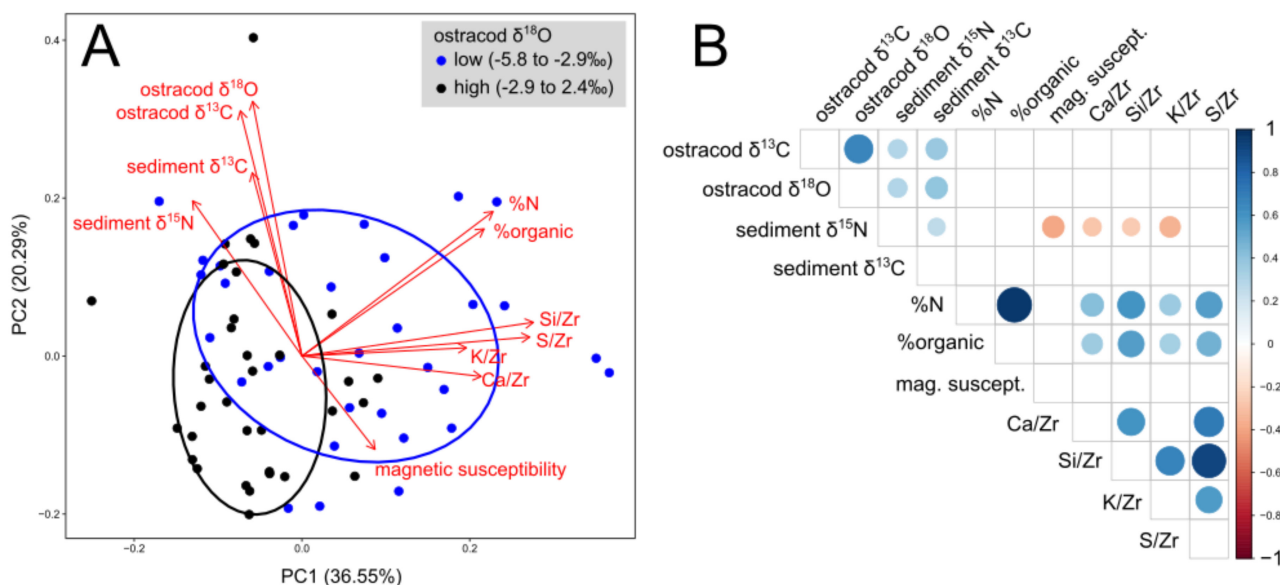 A
ostracod δ¹⁸O
low (-5.8 to -2.9‰)
high (-2.9 to 2.4‰)
0.4
0.2
0.0
−0.2
PC2 (20.29%)
−0.2
0.0
0.2
PC1 (36.55%)
ostracod δ¹⁸O
ostracod δ¹³C
sediment δ¹³C
sediment δ¹⁵N
%N
%organic
Si/Zr
S/Zr
K/Zr
Ca/Zr
magnetic susceptibility
B
ostracod δ¹³C
ostracod δ¹⁸O
sediment δ¹⁵N
sediment δ¹³C
%N
%organic
mag. suscept.
Ca/Zr
Si/Zr
K/Zr
S/Zr
ostracod δ¹³C
ostracod δ¹⁸O
sediment δ¹⁵N
sediment δ¹³C
%N
%organic
mag. suscept.
Ca/Zr
Si/Zr
K/Zr
S/Zr
1
0.8
0.6
0.4
0.2
0
−0.2
−0.4
−0.6
−0.8
−1